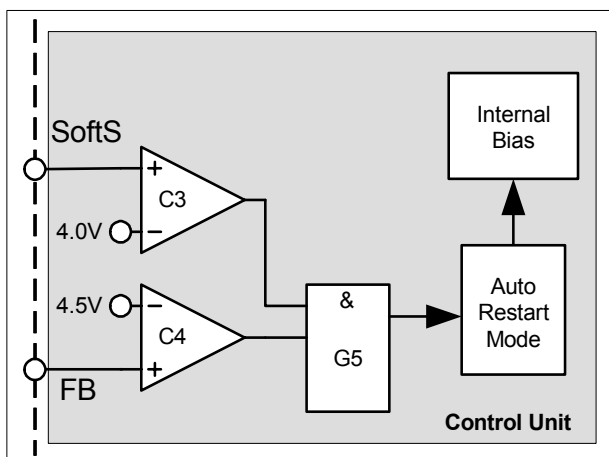 SoftS
+
C3
4.0V
−
4.5V
−
C4
+
FB
&
G5
Auto
Restart
Mode
Internal
Bias
Control Unit